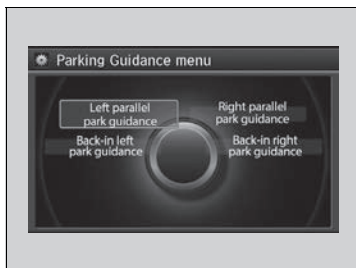 Parking Guidance menu
Left parallel
park guidance
Right parallel
park guidance
Back-in left
park guidance
Back-in right
park guidance